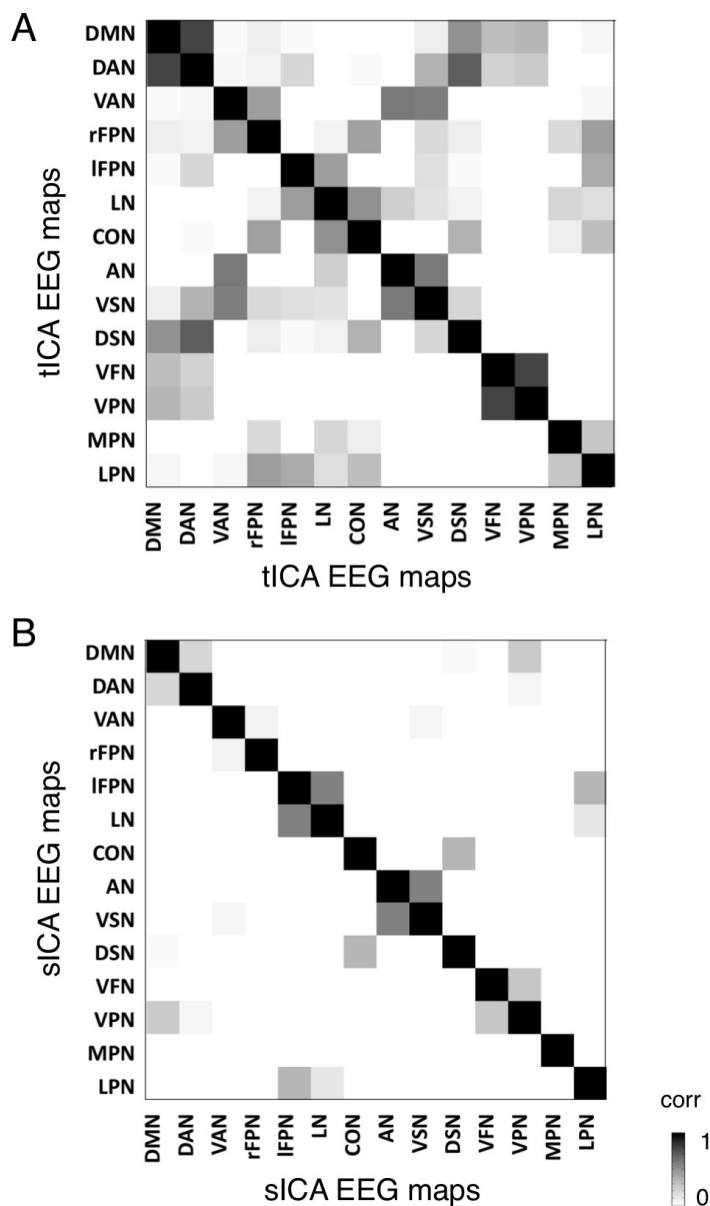 A
DMN
DAN
VAN
rFPN
lFPN
LN
CON
AN
VSN
DSN
VFN
VPN
MPN
LPN
tICA EEG maps
DMN DAN VAN rFPN lFPN LN CON AN VSN DSN VFN VPN MPN LPN
tICA EEG maps
B
DMN
DAN
VAN
rFPN
lFPN
LN
CON
AN
VSN
DSN
VFN
VPN
MPN
LPN
sICA EEG maps
DMN DAN VAN rFPN lFPN LN CON AN VSN DSN VFN VPN MPN LPN
sICA EEG maps
corr
1
0